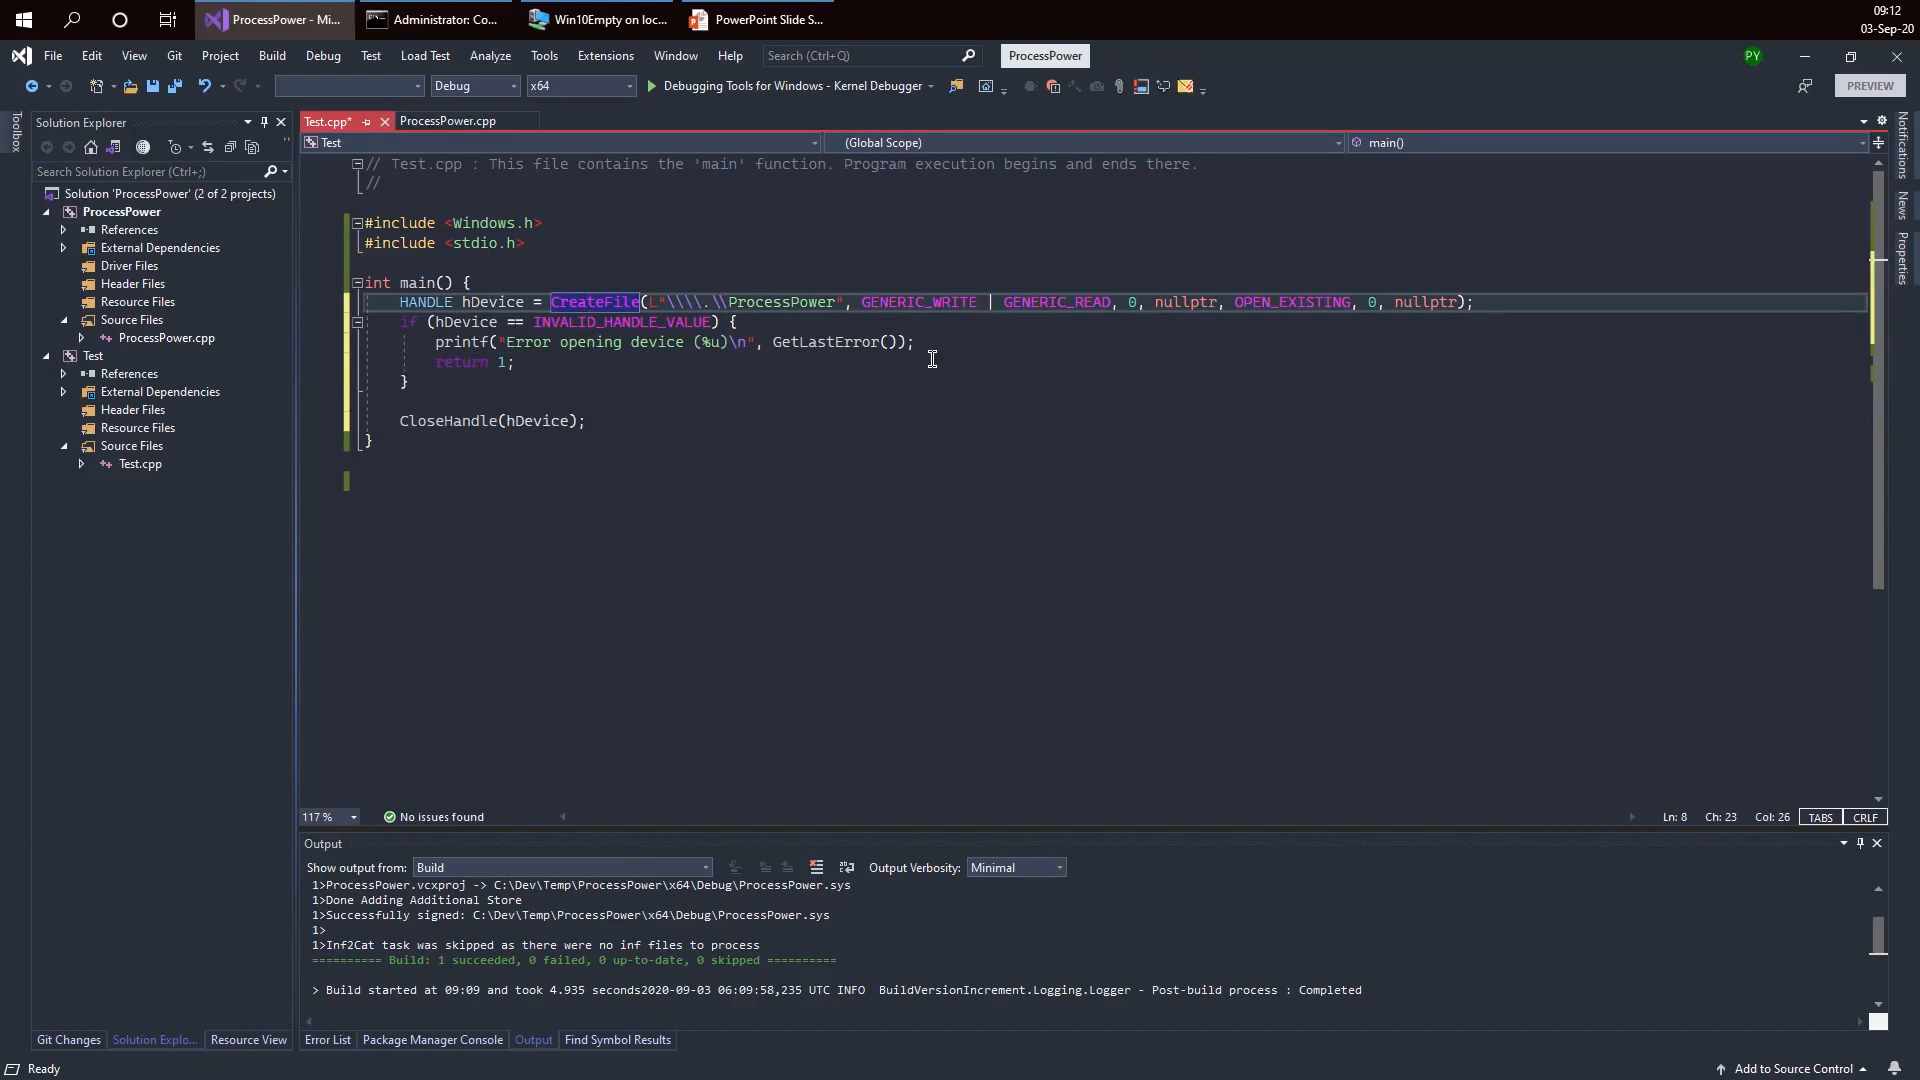 ProcessPower - Mi...
Administrator: Co...
Win10Empty on loc...
PowerPoint Slide S...
09:12
03-Sep-20
File Edit View Git Project Build Debug Test Load Test Analyze Tools Extensions Window Help Search (Ctrl+Q) ProcessPower PY
Debug x64 Debugging Tools for Windows - Kernel Debugger PREVIEW
Toolbox
Solution Explorer
Search Solution Explorer (Ctrl+;)
Solution 'ProcessPower' (2 of 2 projects)
ProcessPower
References
External Dependencies
Driver Files
Header Files
Resource Files
Source Files
ProcessPower.cpp
Test
References
External Dependencies
Header Files
Resource Files
Source Files
Test.cpp
Git Changes Solution Explo... Resource View
Test.cpp* ProcessPower.cpp
Test (Global Scope) main()
// Test.cpp : This file contains the 'main' function. Program execution begins and ends there.
//
#include <Windows.h>
#include <stdio.h>
int main() {
HANDLE hDevice = CreateFile(L"\\\\.\\ProcessPower", GENERIC_WRITE | GENERIC_READ, 0, nullptr, OPEN_EXISTING, 0, nullptr);
if (hDevice == INVALID_HANDLE_VALUE) {
printf("Error opening device (%u)\n", GetLastError());
return 1;
}
CloseHandle(hDevice);
}
117 % No issues found Ln: 8 Ch: 23 Col: 26 TABS CRLF
Notifications
News
Properties
Output
Show output from: Build Output Verbosity: Minimal
1>ProcessPower.vcxproj -> C:\Dev\Temp\ProcessPower\x64\Debug\ProcessPower.sys
1>Done Adding Additional Store
1>Successfully signed: C:\Dev\Temp\ProcessPower\x64\Debug\ProcessPower.sys
1>
1>Inf2Cat task was skipped as there were no inf files to process
========== Build: 1 succeeded, 0 failed, 0 up-to-date, 0 skipped ==========
> Build started at 09:09 and took 4.935 seconds2020-09-03 06:09:58,235 UTC INFO BuildVersionIncrement.Logging.Logger - Post-build process : Completed
Error List Package Manager Console Output Find Symbol Results
Ready Add to Source Control